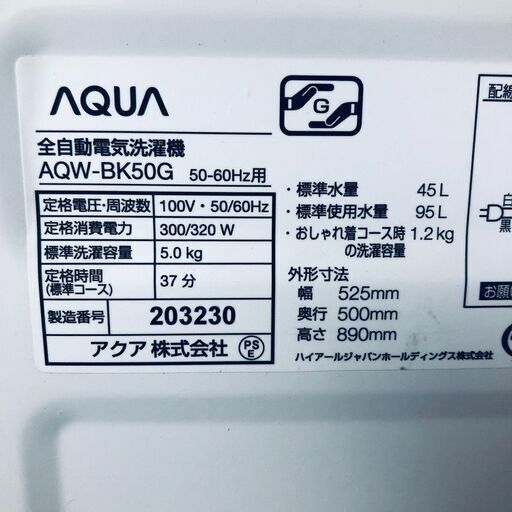 AQUA
G
全自動電気洗濯機
AQW-BK50G 50-60Hz用
定格電圧・周波数 100V・50/60Hz
定格消費電力 300/320 W
標準洗濯容量 5.0 kg
定格時間 (標準コース) 37 分
製造番号 203230
アクア 株式会社 PSE
・標準水量 45L
・標準使用水量 95L
・おしゃれ着コース時 1.2kg
の洗濯容量
外形寸法
幅 525mm
奥行 500mm
高さ 890mm
ハイアールジャパンホールディングス株式会社
配線
白
黒
お願い